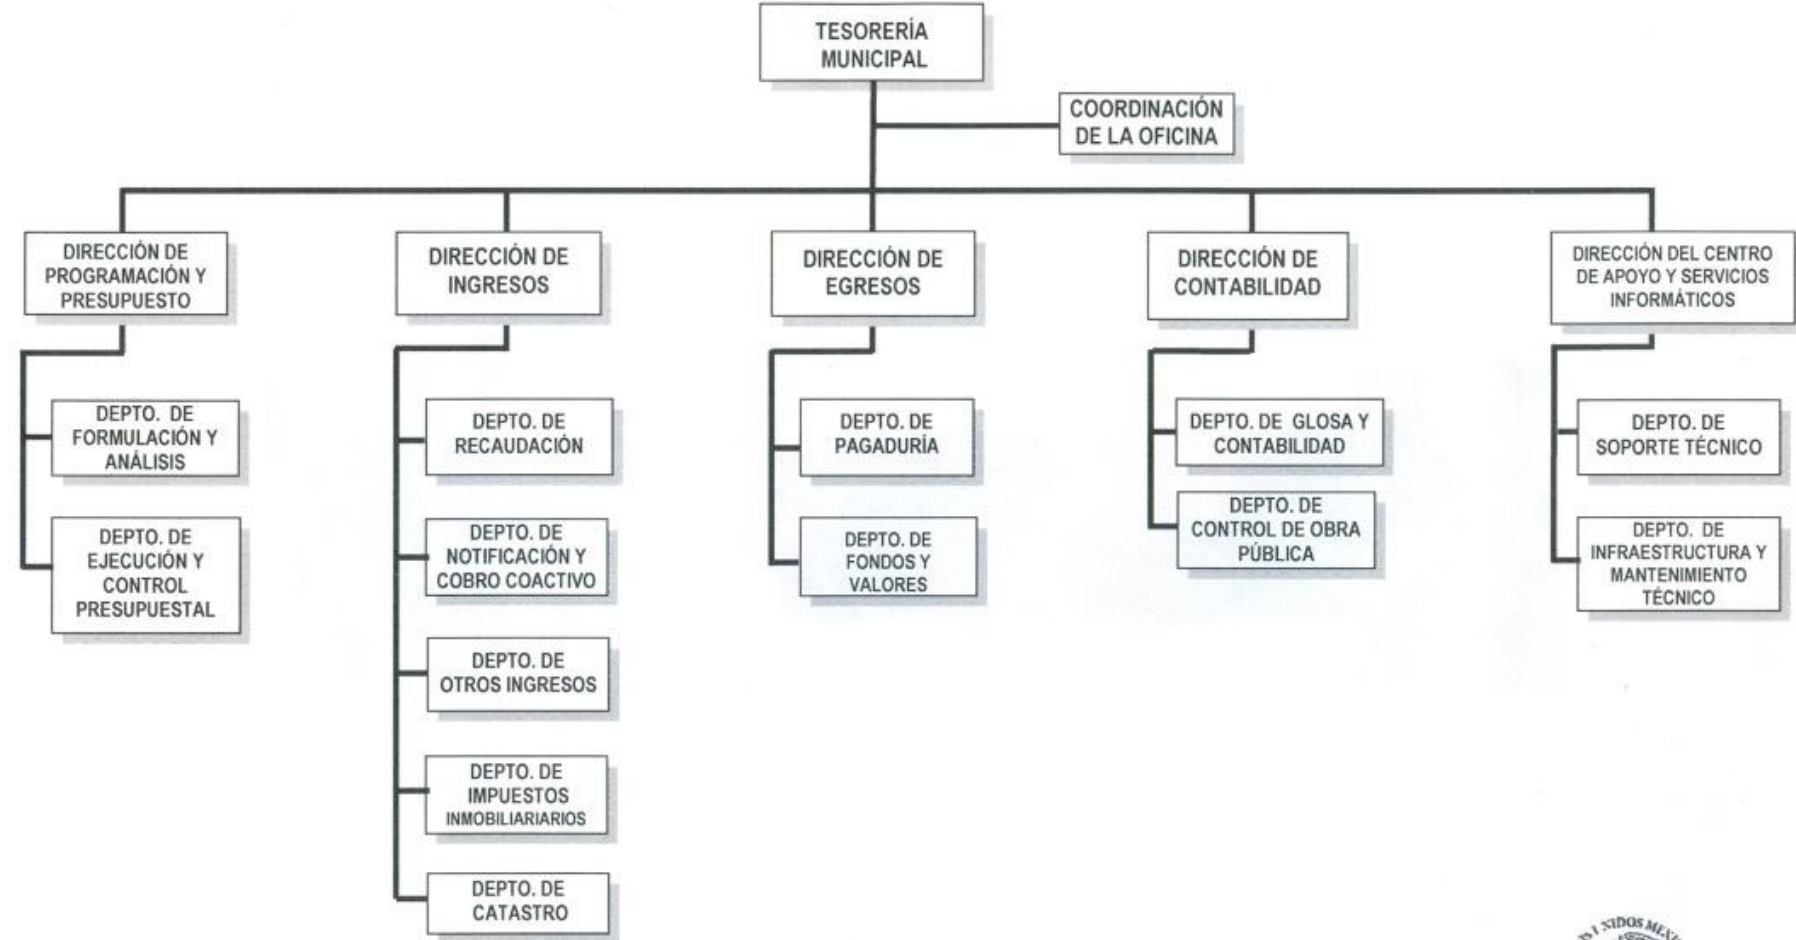 TESORERÍA
MUNICIPAL
COORDINACIÓN
DE LA OFICINA
DIRECCIÓN DE
PROGRAMACIÓN Y
PRESUPUESTO
DIRECCIÓN DE
INGRESOS
DIRECCIÓN DE
EGRESOS
DIRECCIÓN DE
CONTABILIDAD
DIRECCIÓN DEL CENTRO
DE APOYO Y SERVICIOS
INFORMÁTICOS
DEPTO. DE
FORMULACIÓN Y
ANÁLISIS
DEPTO. DE
EJECUCIÓN Y
CONTROL
PRESUPUESTAL
DEPTO. DE
RECAUDACIÓN
DEPTO. DE
NOTIFICACIÓN Y
COBRO COACTIVO
DEPTO. DE
OTROS INGRESOS
DEPTO. DE
IMPUESTOS
INMOBILIARIARIOS
DEPTO. DE
CATASTRO
DEPTO. DE
PAGADURÍA
DEPTO. DE
FONDOS Y
VALORES
DEPTO. DE GLOSA Y
CONTABILIDAD
DEPTO. DE
CONTROL DE OBRA
PÚBLICA
DEPTO. DE
SOPORTE TÉCNICO
DEPTO. DE
INFRAESTRUCTURA Y
MANTENIMIENTO
TÉCNICO